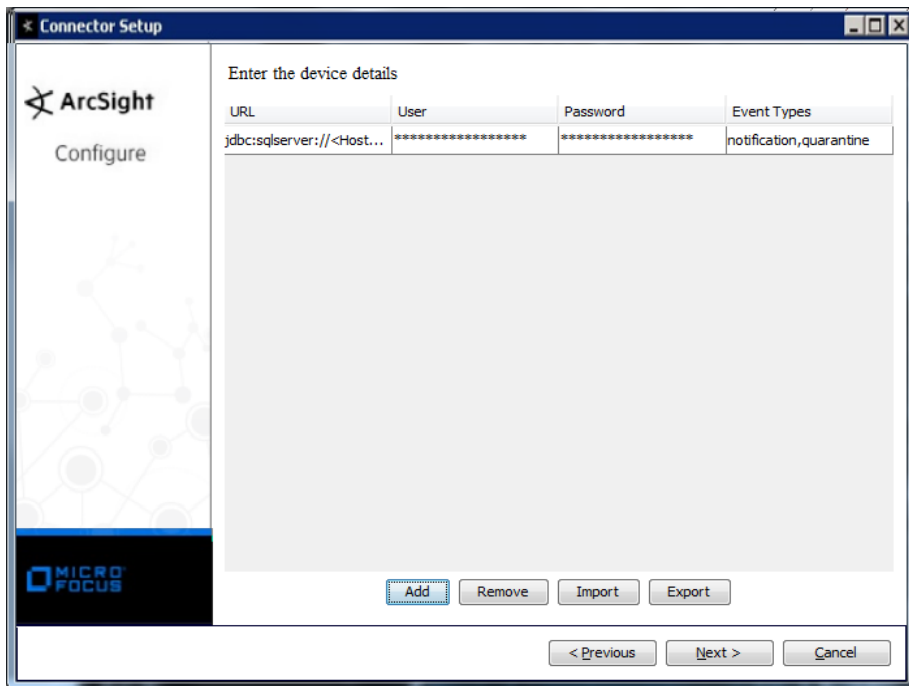 Connector Setup
ArcSight
Configure
Enter the device details
URL User Password Event Types
jdbc:sqlserver://<Host... ***************** ***************** notification,quarantine
MICRO
FOCUS
Add Remove Import Export
< Previous Next > Cancel